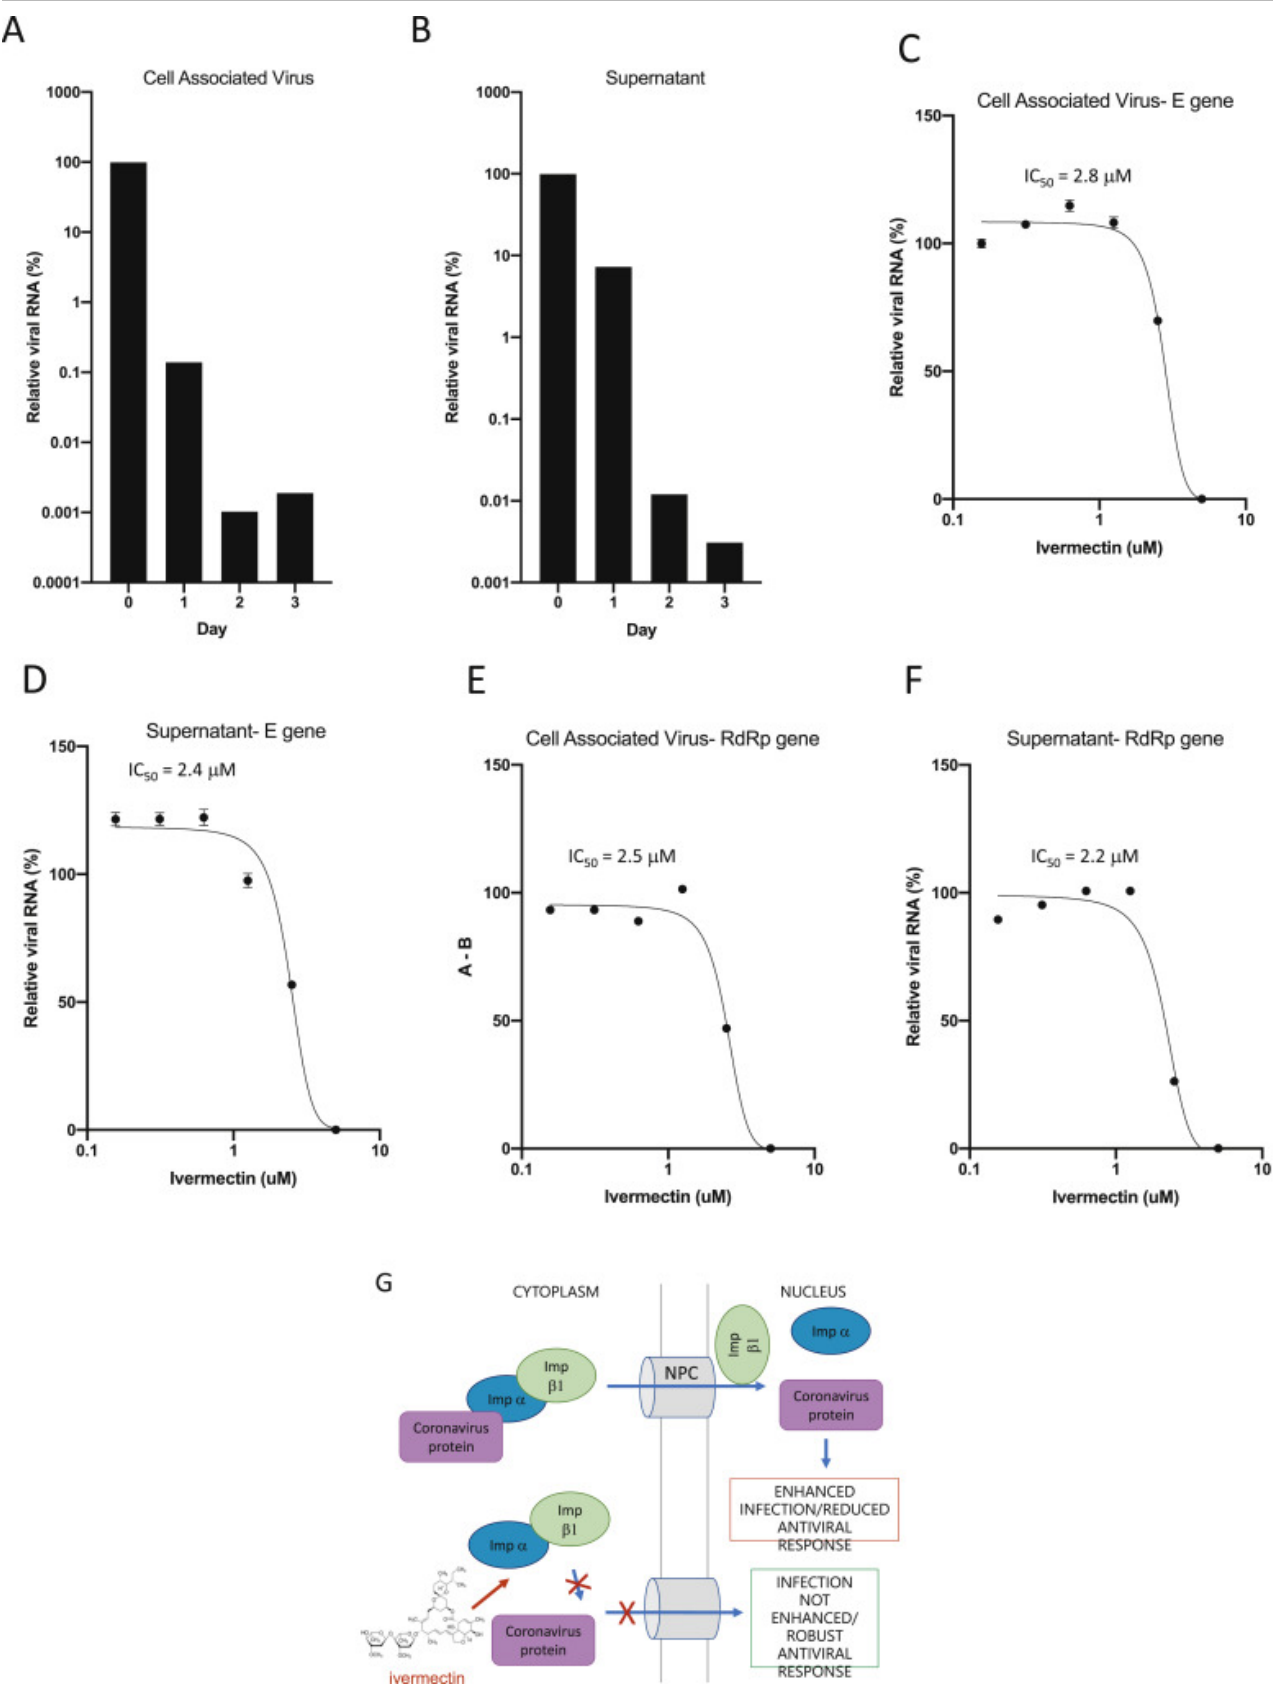 A
Cell Associated Virus
1000
100
10
1
0.1
0.01
0.001
0.0001
Relative viral RNA (%)
0 1 2 3
Day
B
Supernatant
1000
100
10
1
0.1
0.01
0.001
Relative viral RNA (%)
0 1 2 3
Day
C
Cell Associated Virus- E gene
150
100
50
0
Relative viral RNA (%)
IC50 = 2.8 µM
0.1 1 10
Ivermectin (uM)
D
Supernatant- E gene
150
100
50
0
Relative viral RNA (%)
IC50 = 2.4 µM
0.1 1 10
Ivermectin (uM)
E
Cell Associated Virus- RdRp gene
150
100
50
0
A - B
IC50 = 2.5 µM
0.1 1 10
Ivermectin (uM)
F
Supernatant- RdRp gene
150
100
50
0
Relative viral RNA (%)
IC50 = 2.2 µM
0.1 1 10
Ivermectin (uM)
G
CYTOPLASM
NUCLEUS
Imp
β1
Imp α
Coronavirus
protein
NPC
Imp
β1
Imp α
Coronavirus
protein
ENHANCED
INFECTION/REDUCED
ANTIVIRAL
RESPONSE
Imp
β1
Imp α
Coronavirus
protein
ivermectin
INFECTION
NOT
ENHANCED/
ROBUST
ANTIVIRAL
RESPONSE